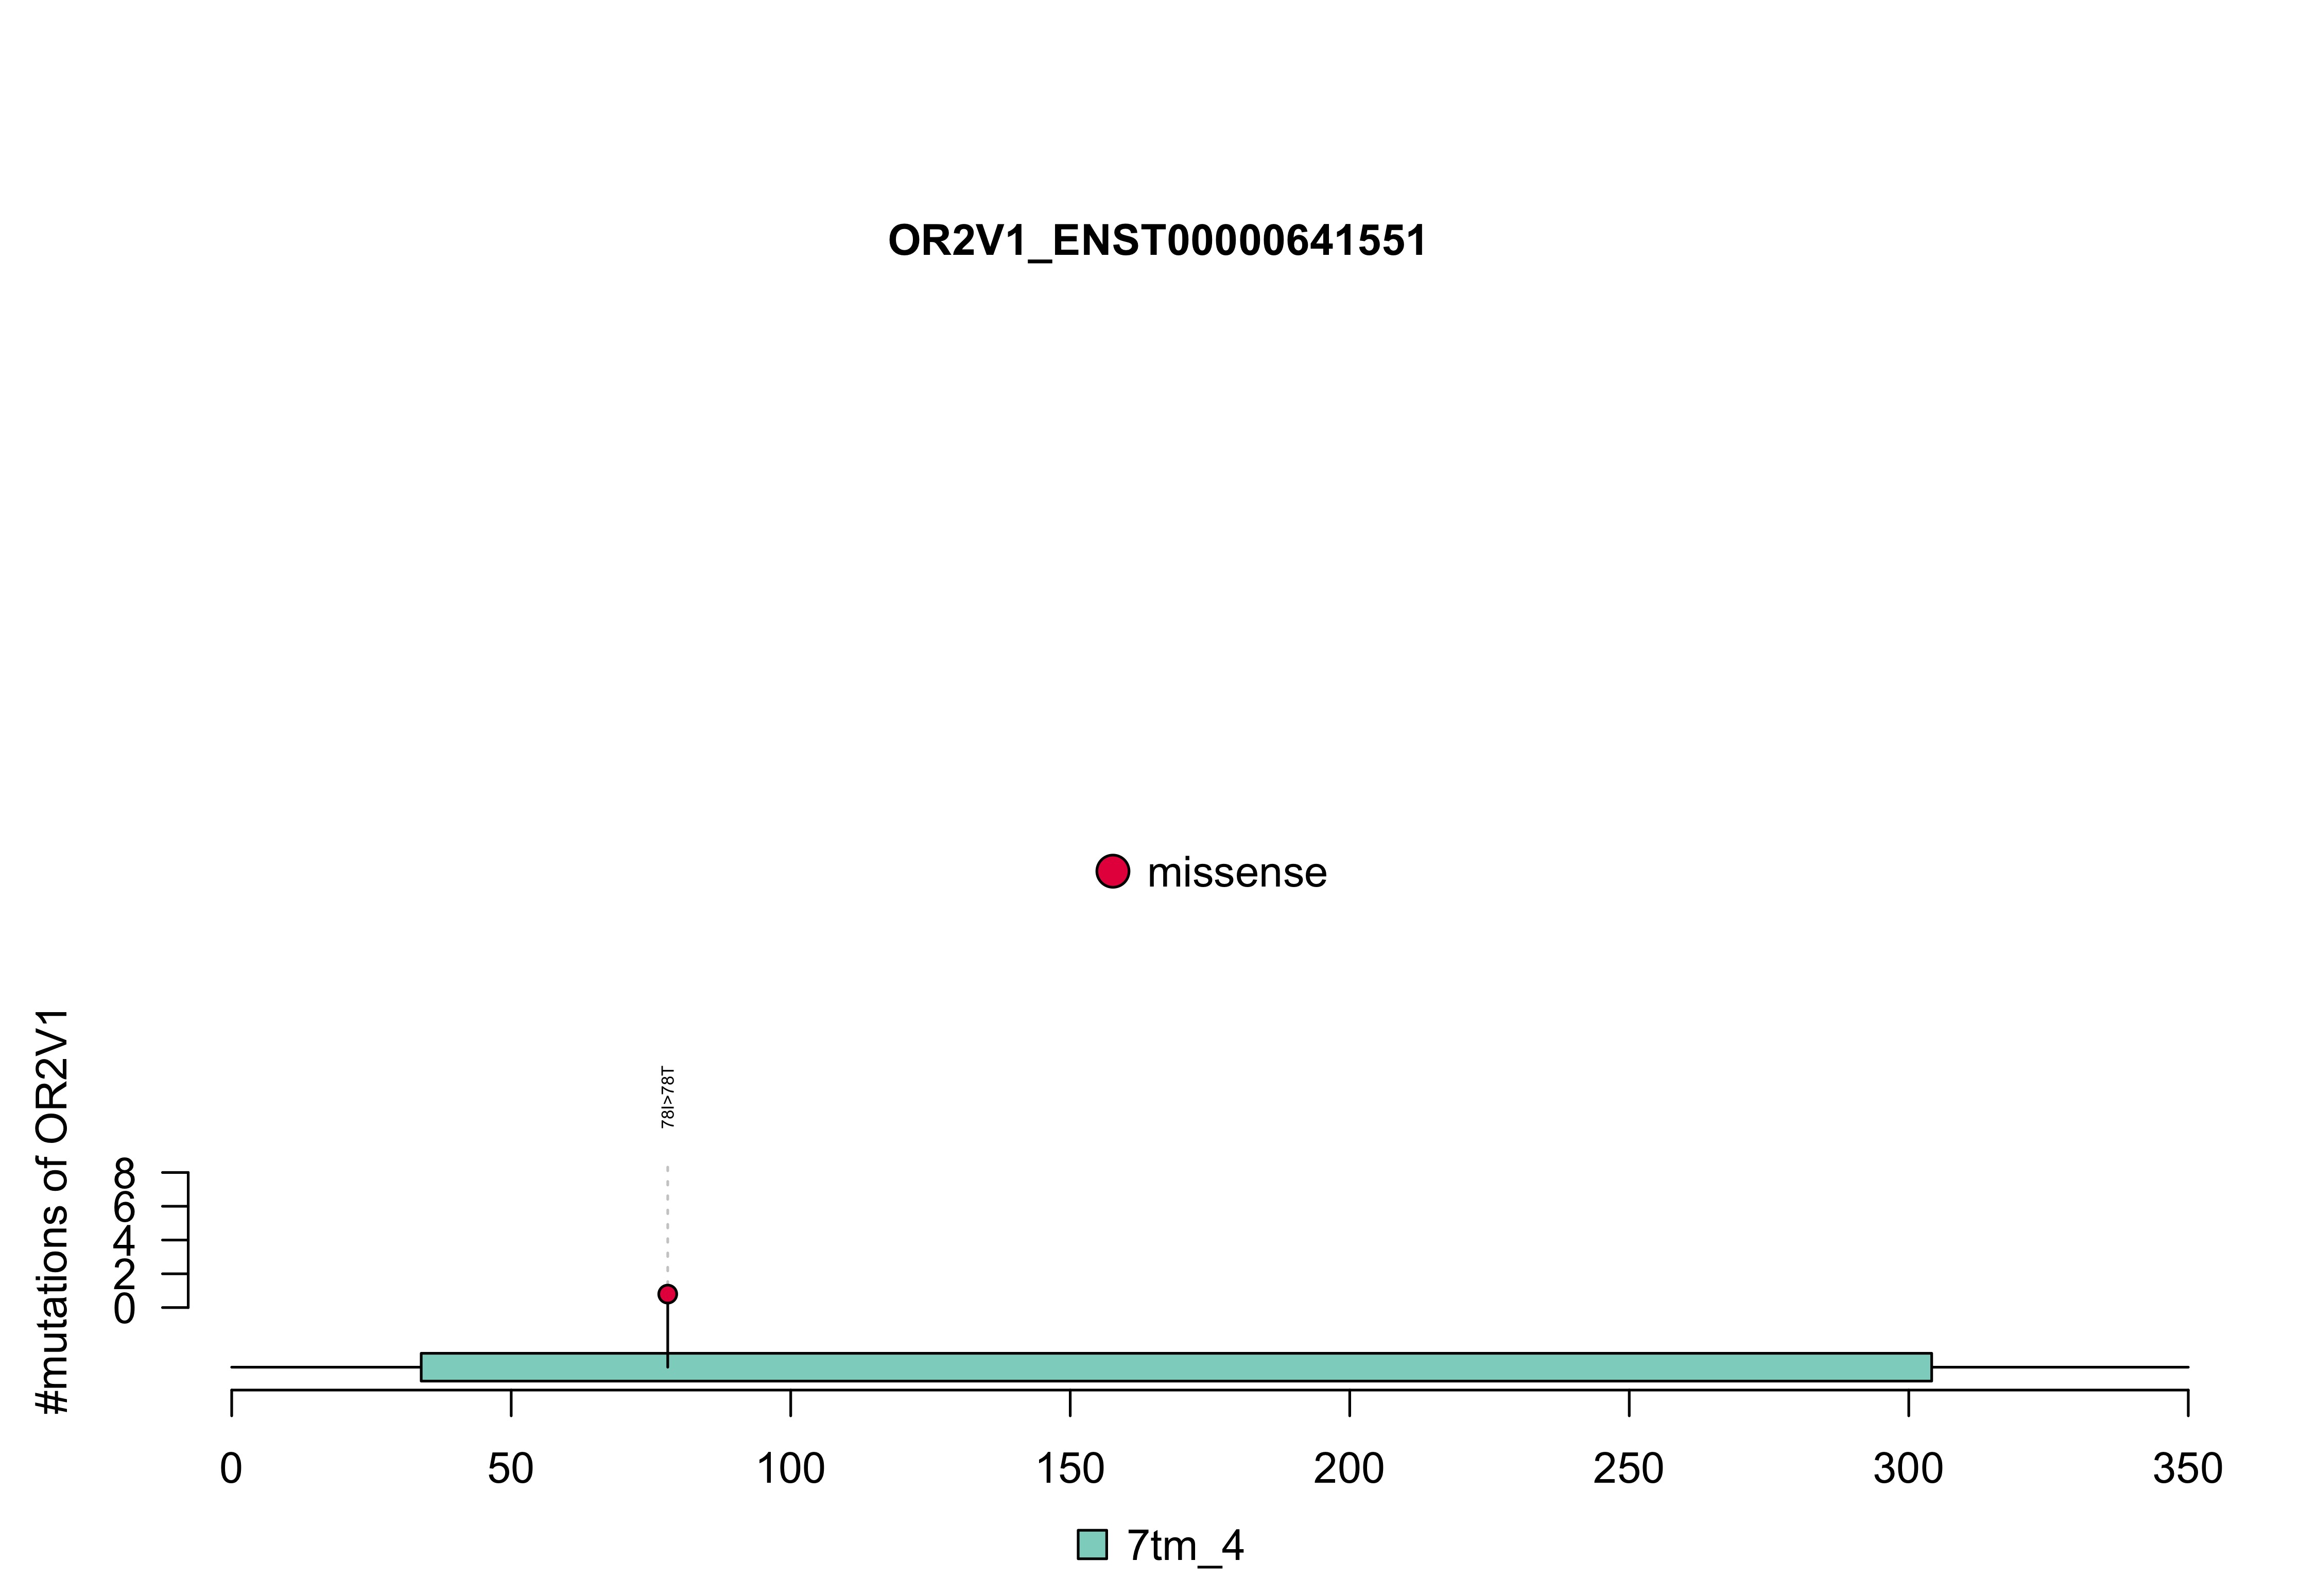 OR2V1_ENST00000641551
missense
#mutations of OR2V1
78I>78T
8
6
4
2
0
0 50 100 150 200 250 300 350
7tm_4